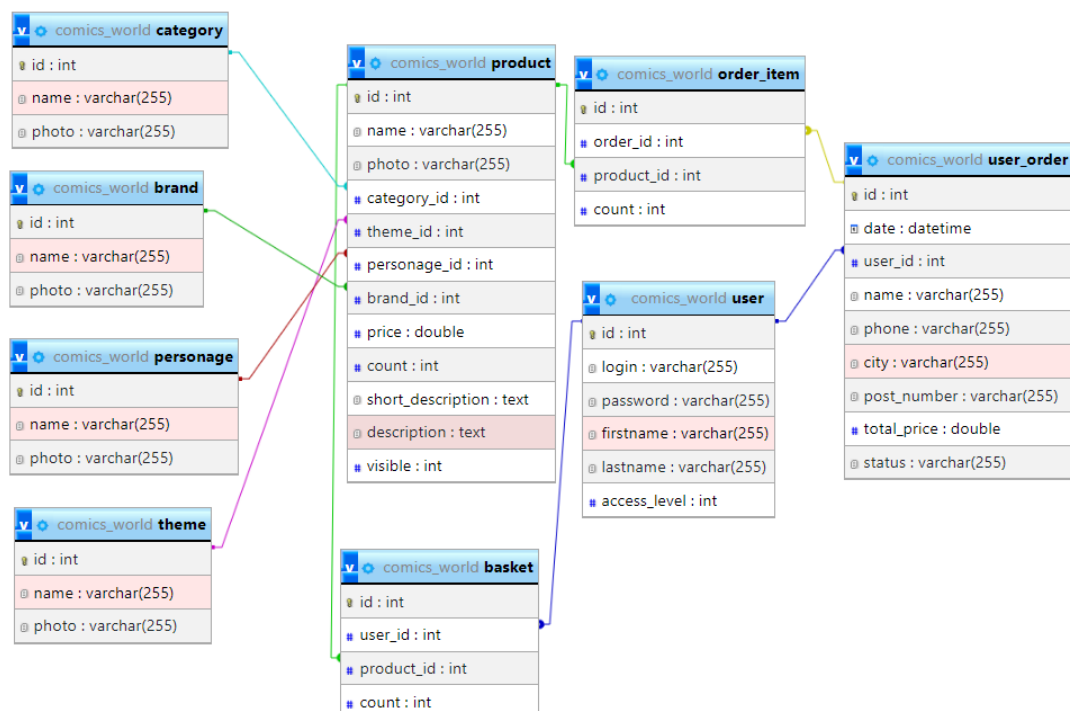 comics_world category
id : int
name : varchar(255)
photo : varchar(255)
comics_world brand
id : int
name : varchar(255)
photo : varchar(255)
comics_world personage
id : int
name : varchar(255)
photo : varchar(255)
comics_world theme
id : int
name : varchar(255)
photo : varchar(255)
v comics_world product
id : int
name : varchar(255)
photo : varchar(255)
# category_id : int
# theme_id : int
# personage_id : int
# brand_id : int
# price : double
# count : int
short_description : text
description : text
# visible : int
v comics_world basket
id : int
# user_id : int
# product_id : int
# count : int
v comics_world order_item
id : int
# order_id : int
# product_id : int
# count : int
v comics_world user
id : int
login : varchar(255)
password : varchar(255)
firstname : varchar(255)
lastname : varchar(255)
# access_level : int
v comics_world user_order
id : int
date : datetime
# user_id : int
name : varchar(255)
phone : varchar(255)
city : varchar(255)
post_number : varchar(255)
# total_price : double
status : varchar(255)